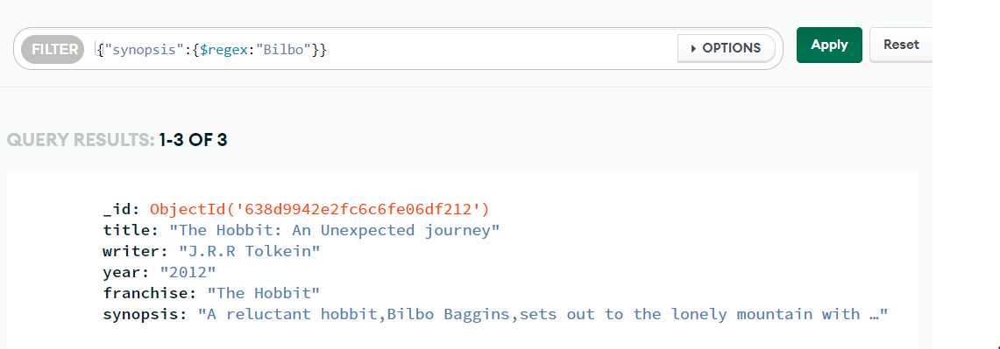 FILTER {"synopsis":{$regex:"Bilbo"}} OPTIONS Apply Reset
QUERY RESULTS: 1-3 OF 3
_id: ObjectId('638d9942e2fc6c6fe06df212')
title: "The Hobbit: An Unexpected journey"
writer: "J.R.R Tolkein"
year: "2012"
franchise: "The Hobbit"
synopsis: "A reluctant hobbit,Bilbo Baggins,sets out to the lonely mountain with …"